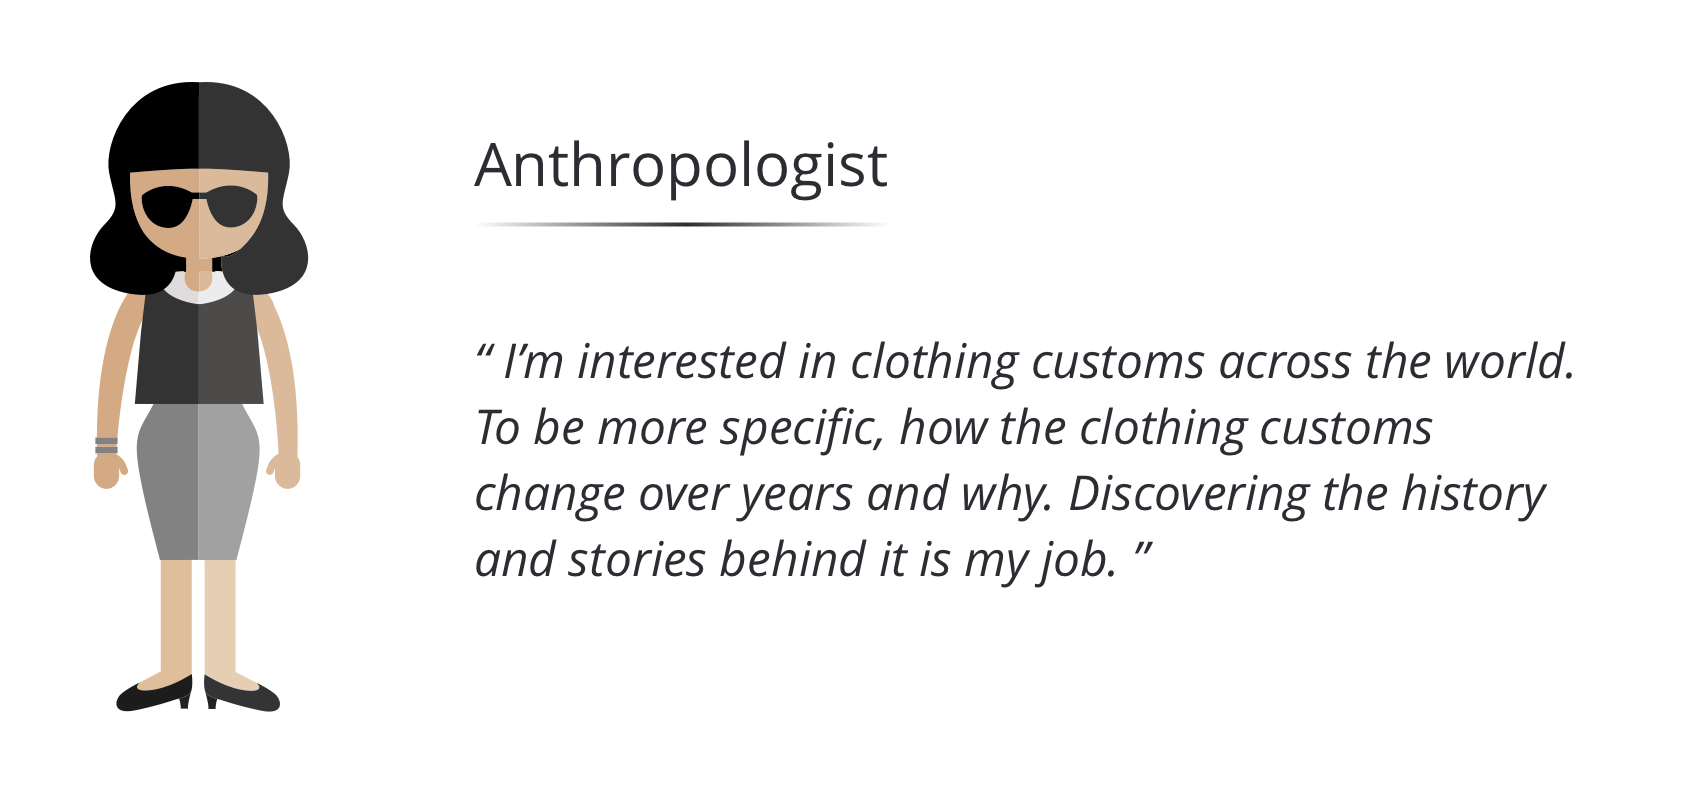 Anthropologist
“ I’m interested in clothing customs across the world.
To be more specific, how the clothing customs
change over years and why. Discovering the history
and stories behind it is my job. ”